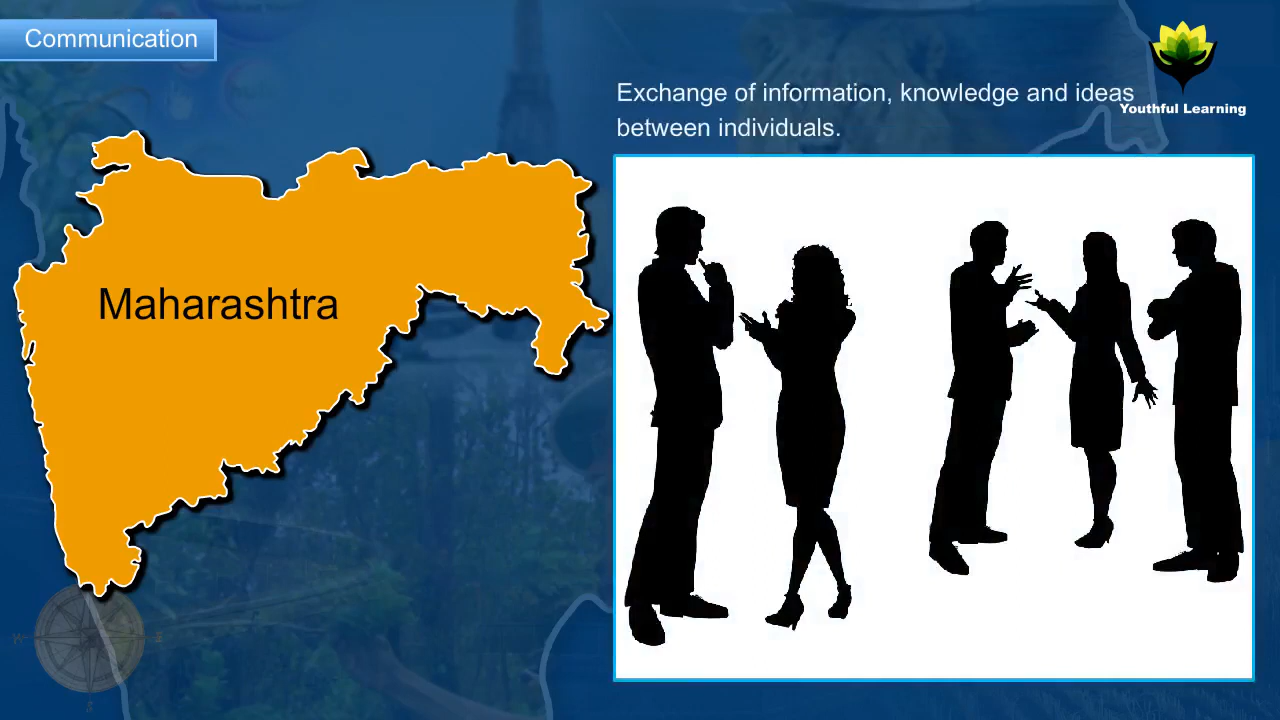 Communication
Exchange of information, knowledge and ideas
between individuals.
Youthful Learning
Maharashtra